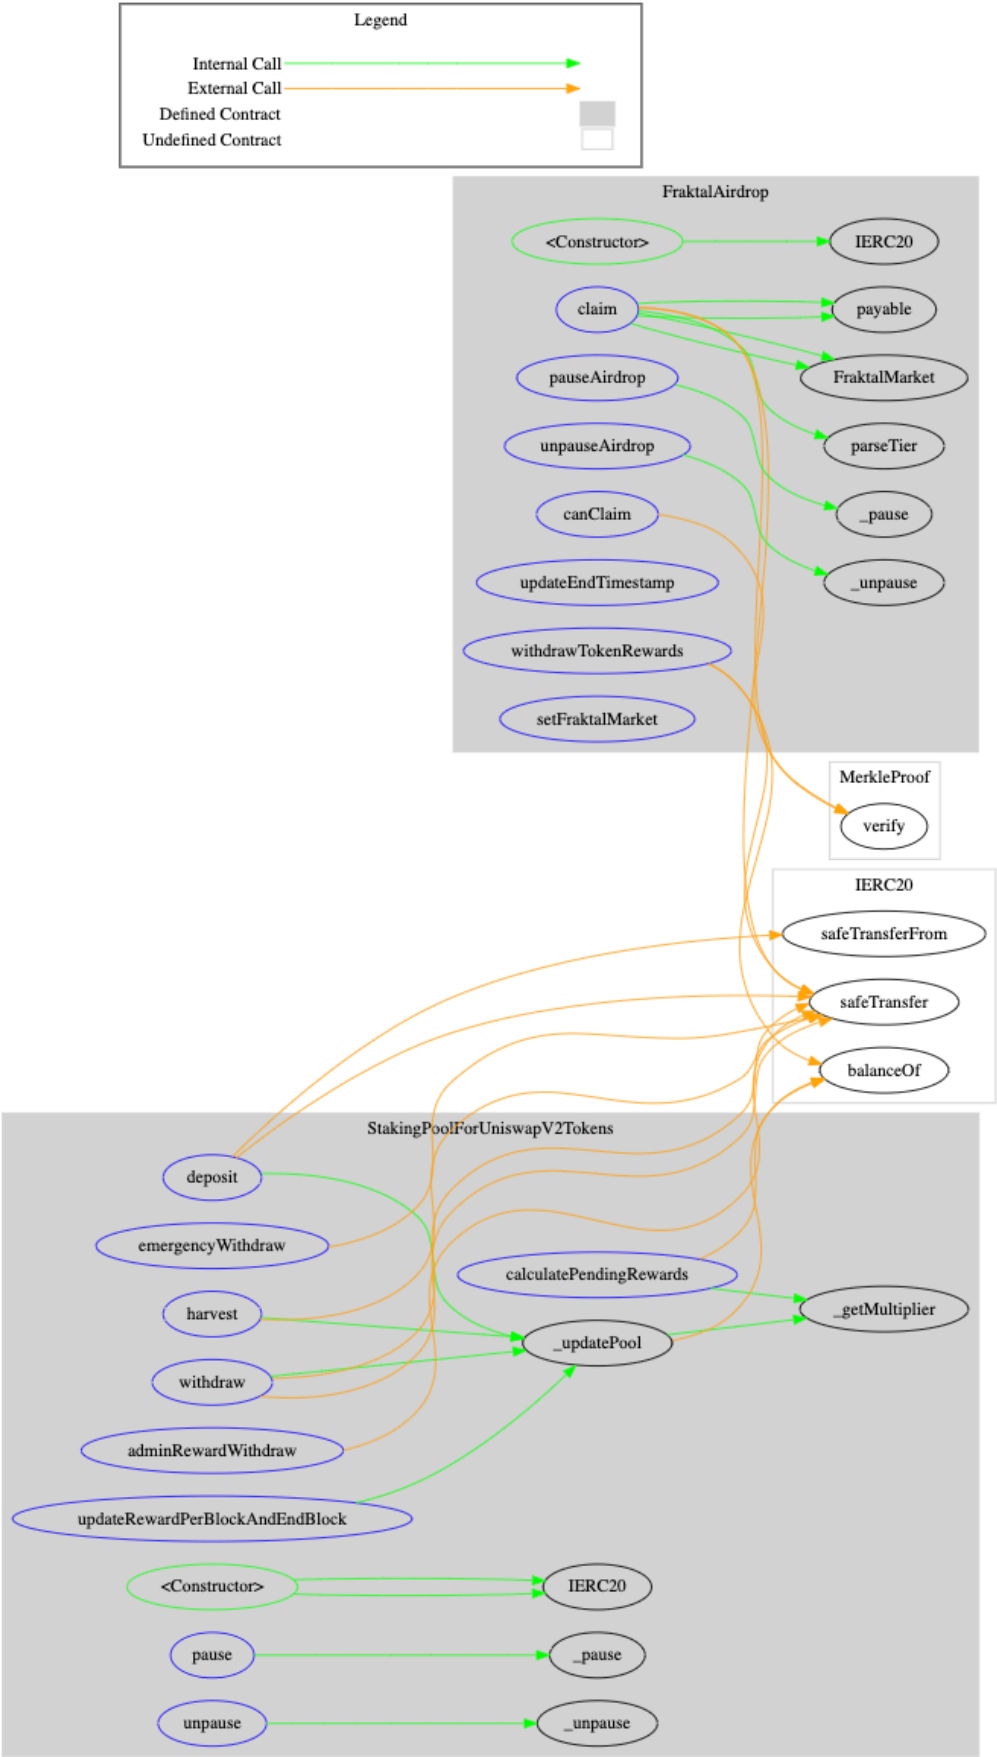 Legend
Internal Call
External Call
Defined Contract
Undefined Contract
FraktalAirdrop
<Constructor>
IERC20
claim
payable
pauseAirdrop
FraktalMarket
unpauseAirdrop
parseTier
canClaim
_pause
updateEndTimestamp
_unpause
withdrawTokenRewards
setFraktalMarket
MerkleProof
verify
IERC20
safeTransferFrom
safeTransfer
balanceOf
StakingPoolForUniswapV2Tokens
deposit
emergencyWithdraw
calculatePendingRewards
harvest
_getMultiplier
_updatePool
withdraw
adminRewardWithdraw
updateRewardPerBlockAndEndBlock
<Constructor>
IERC20
pause
_pause
unpause
_unpause